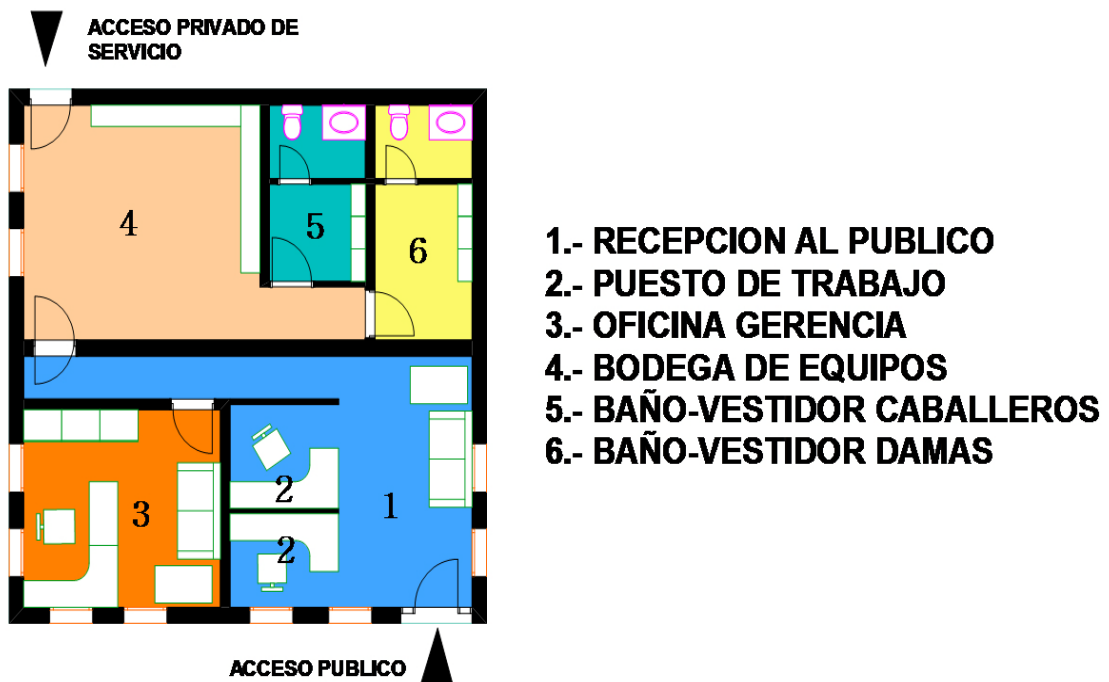 ACCESO PRIVADO DE
SERVICIO
4
5
6
3
2
1
2
1.- RECEPCION AL PUBLICO
2.- PUESTO DE TRABAJO
3.- OFICINA GERENCIA
4.- BODEGA DE EQUIPOS
5.- BAÑO-VESTIDOR CABALLEROS
6.- BAÑO-VESTIDOR DAMAS
ACCESO PUBLICO